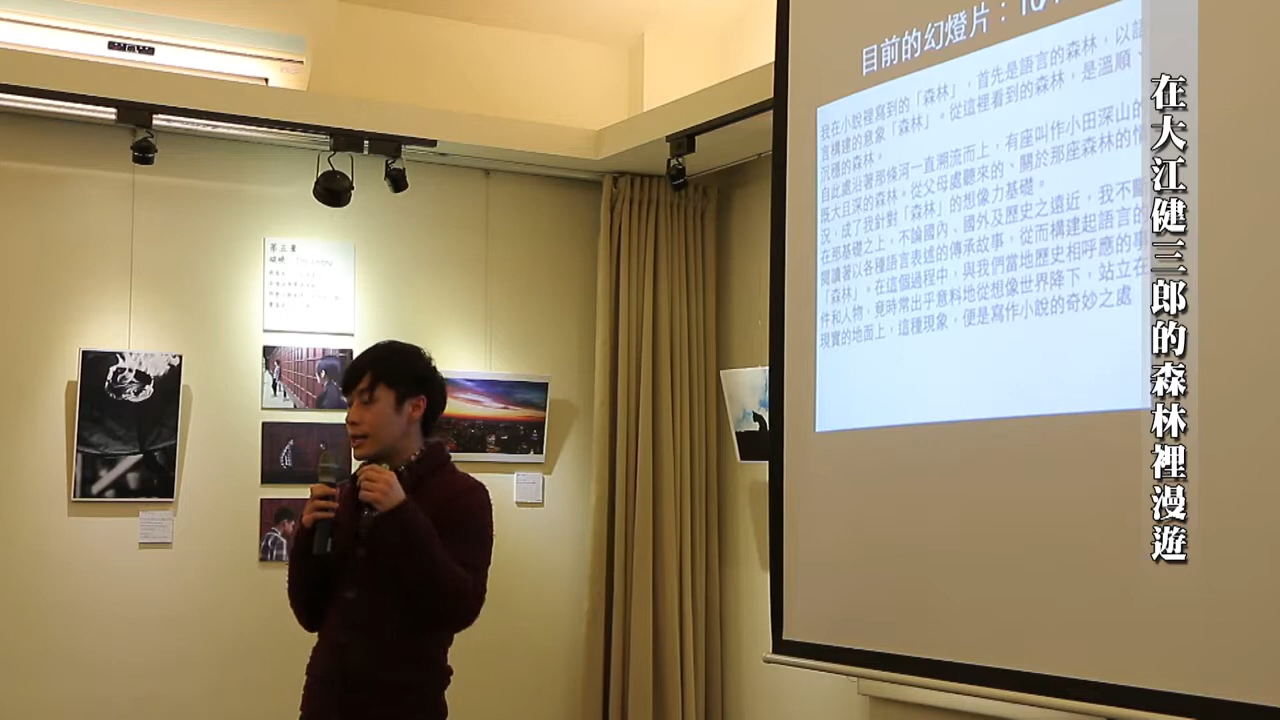 目前的幻燈片：10/
我在小說裡寫到的「森林」，首先是語言的森林，以語
言構建的意象「森林」。從這裡看到的森林，是溫順、
沉穩的森林。
自此處沿著那條河一直溯流而上，有座叫作小田深山的
既大且深的森林。從父母處聽來的、關於那座森林的情
況，成了我針對「森林」的想像力基礎。
在那基礎之上，不論國內、國外及歷史之遠近，我不斷
閱讀著以各種語言表述的傳承故事，從而構建起語言的
「森林」。在這個過程中，與我們當地歷史相呼應的事
件和人物，竟時常出乎意料地從想像世界降下，站立在
現實的地面上，這種現象，便是寫作小說的奇妙之處
在大江健三郎的森林裡漫遊
第三章